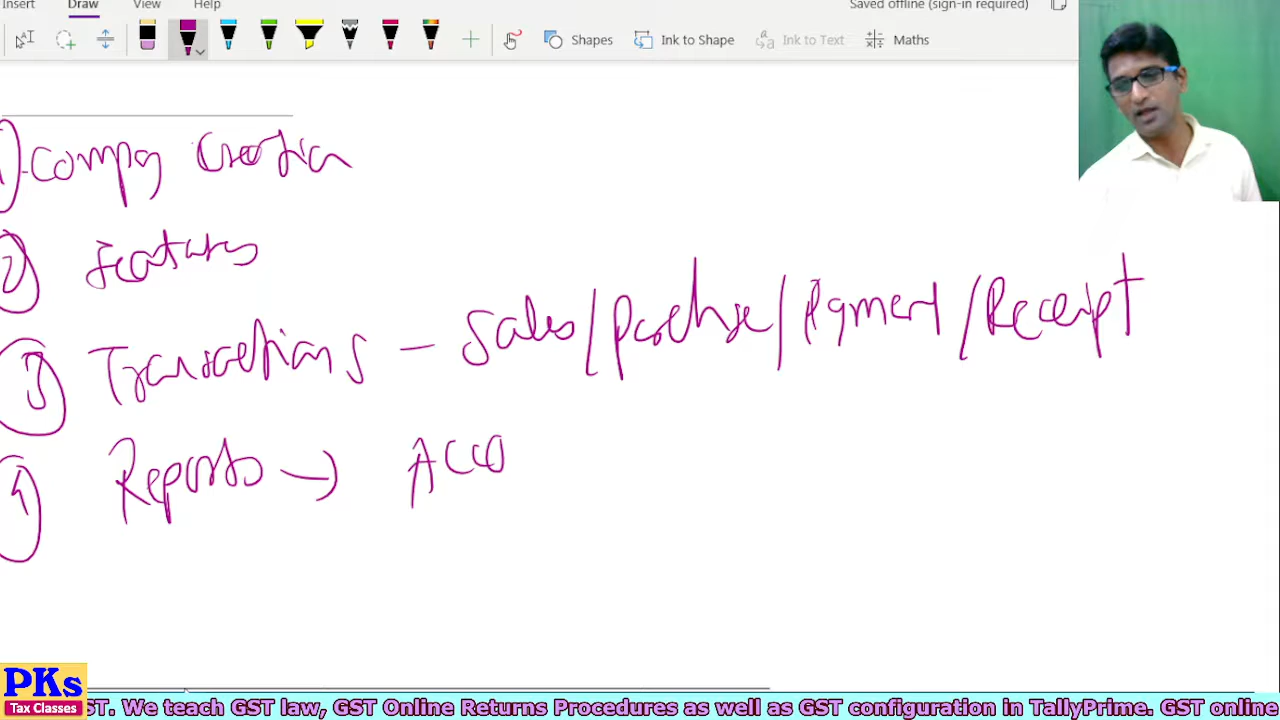 Insert Draw View Help Saved offline (sign-in required)
Shapes Ink to Shape Ink to Text Maths
1 Compay Creation
2 Features
3 Transactions - Sales/Purchse/Payment/Receipt
4 Reports → ACCO
PKs
Tax Classes
ST. We teach GST law, GST Online Returns Procedures as well as GST configuration in TallyPrime. GST online